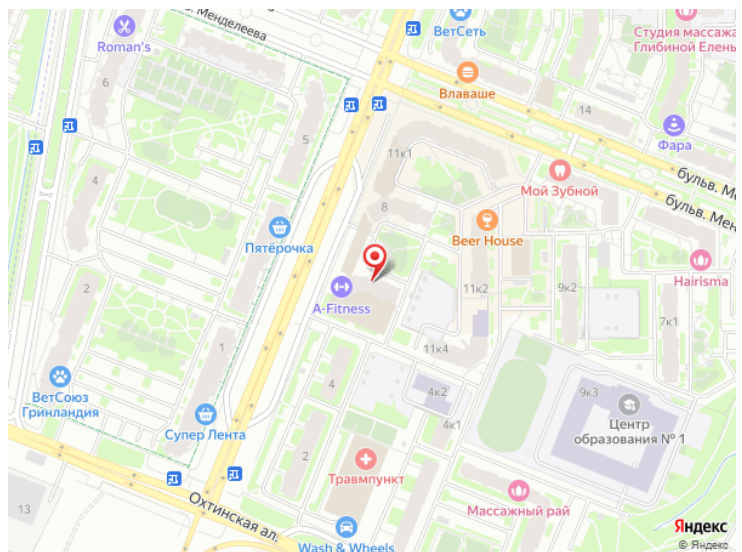 . Менделеева
ВетСеть
Студия массажа
Глибиной Елень
Roman's
Влаваше
6
14
5
Фара
11к1
4
Мой Зубной
бульв. Ме
8
бульв. Мен
Пятёрочка
Beer House
Hairisma
2
A-Fitness
11к2
9к2
7к1
1
11к4
ВетСоюз
Гринландия
4
4к2
9к3
Супер Лента
4к1
Центр
образования № 1
2
Травмпункт
13
Охтинская ал.
Массажный рай
Яндекс
Wash & Wheels
© Яндекс